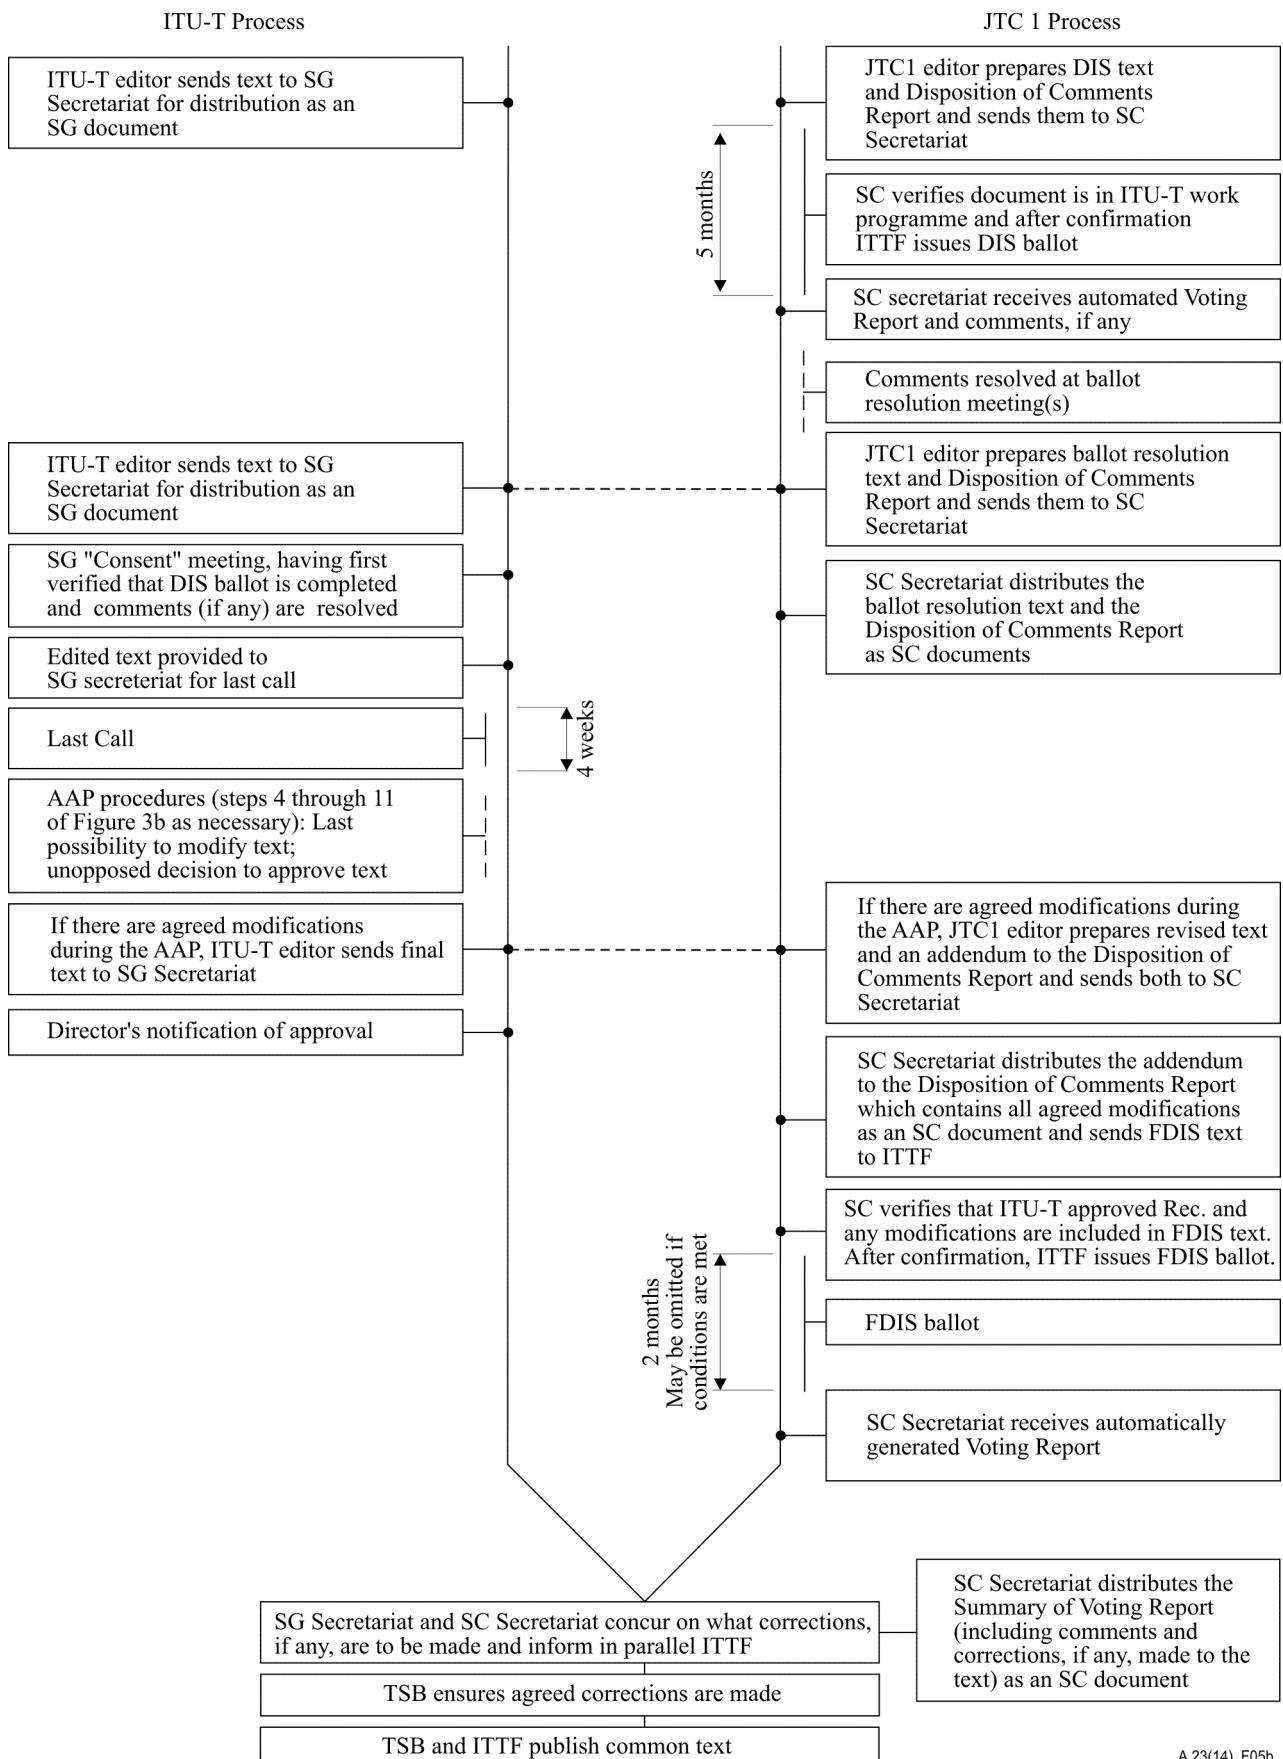 ITU-T Process
JTC 1 Process
ITU-T editor sends text to SG
Secretariat for distribution as an
SG document
JTC1 editor prepares DIS text
and Disposition of Comments
Report and sends them to SC
Secretariat
5 months
SC verifies document is in ITU-T work
programme and after confirmation
ITTF issues DIS ballot
SC secretariat receives automated Voting
Report and comments, if any
Comments resolved at ballot
resolution meeting(s)
ITU-T editor sends text to SG
Secretariat for distribution as an
SG document
JTC1 editor prepares ballot resolution
text and Disposition of Comments
Report and sends them to SC
Secretariat
SG "Consent" meeting, having first
verified that DIS ballot is completed
and comments (if any) are resolved
SC Secretariat distributes the
ballot resolution text and the
Disposition of Comments Report
as SC documents
Edited text provided to
SG secreteriat for last call
Last Call
4 weeks
AAP procedures (steps 4 through 11
of Figure 3b as necessary): Last
possibility to modify text;
unopposed decision to approve text
If there are agreed modifications
during the AAP, ITU-T editor sends final
text to SG Secretariat
If there are agreed modifications during
the AAP, JTC1 editor prepares revised text
and an addendum to the Disposition of
Comments Report and sends both to SC
Secretariat
Director's notification of approval
SC Secretariat distributes the addendum
to the Disposition of Comments Report
which contains all agreed modifications
as an SC document and sends FDIS text
to ITTF
SC verifies that ITU-T approved Rec. and
any modifications are included in FDIS text.
After confirmation, ITTF issues FDIS ballot.
2 months
May be omitted if
conditions are met
FDIS ballot
SC Secretariat receives automatically
generated Voting Report
SG Secretariat and SC Secretariat concur on what corrections,
if any, are to be made and inform in parallel ITTF
SC Secretariat distributes the
Summary of Voting Report
(including comments and
corrections, if any, made to the
text) as an SC document
TSB ensures agreed corrections are made
TSB and ITTF publish common text
A.23(14)_F05b